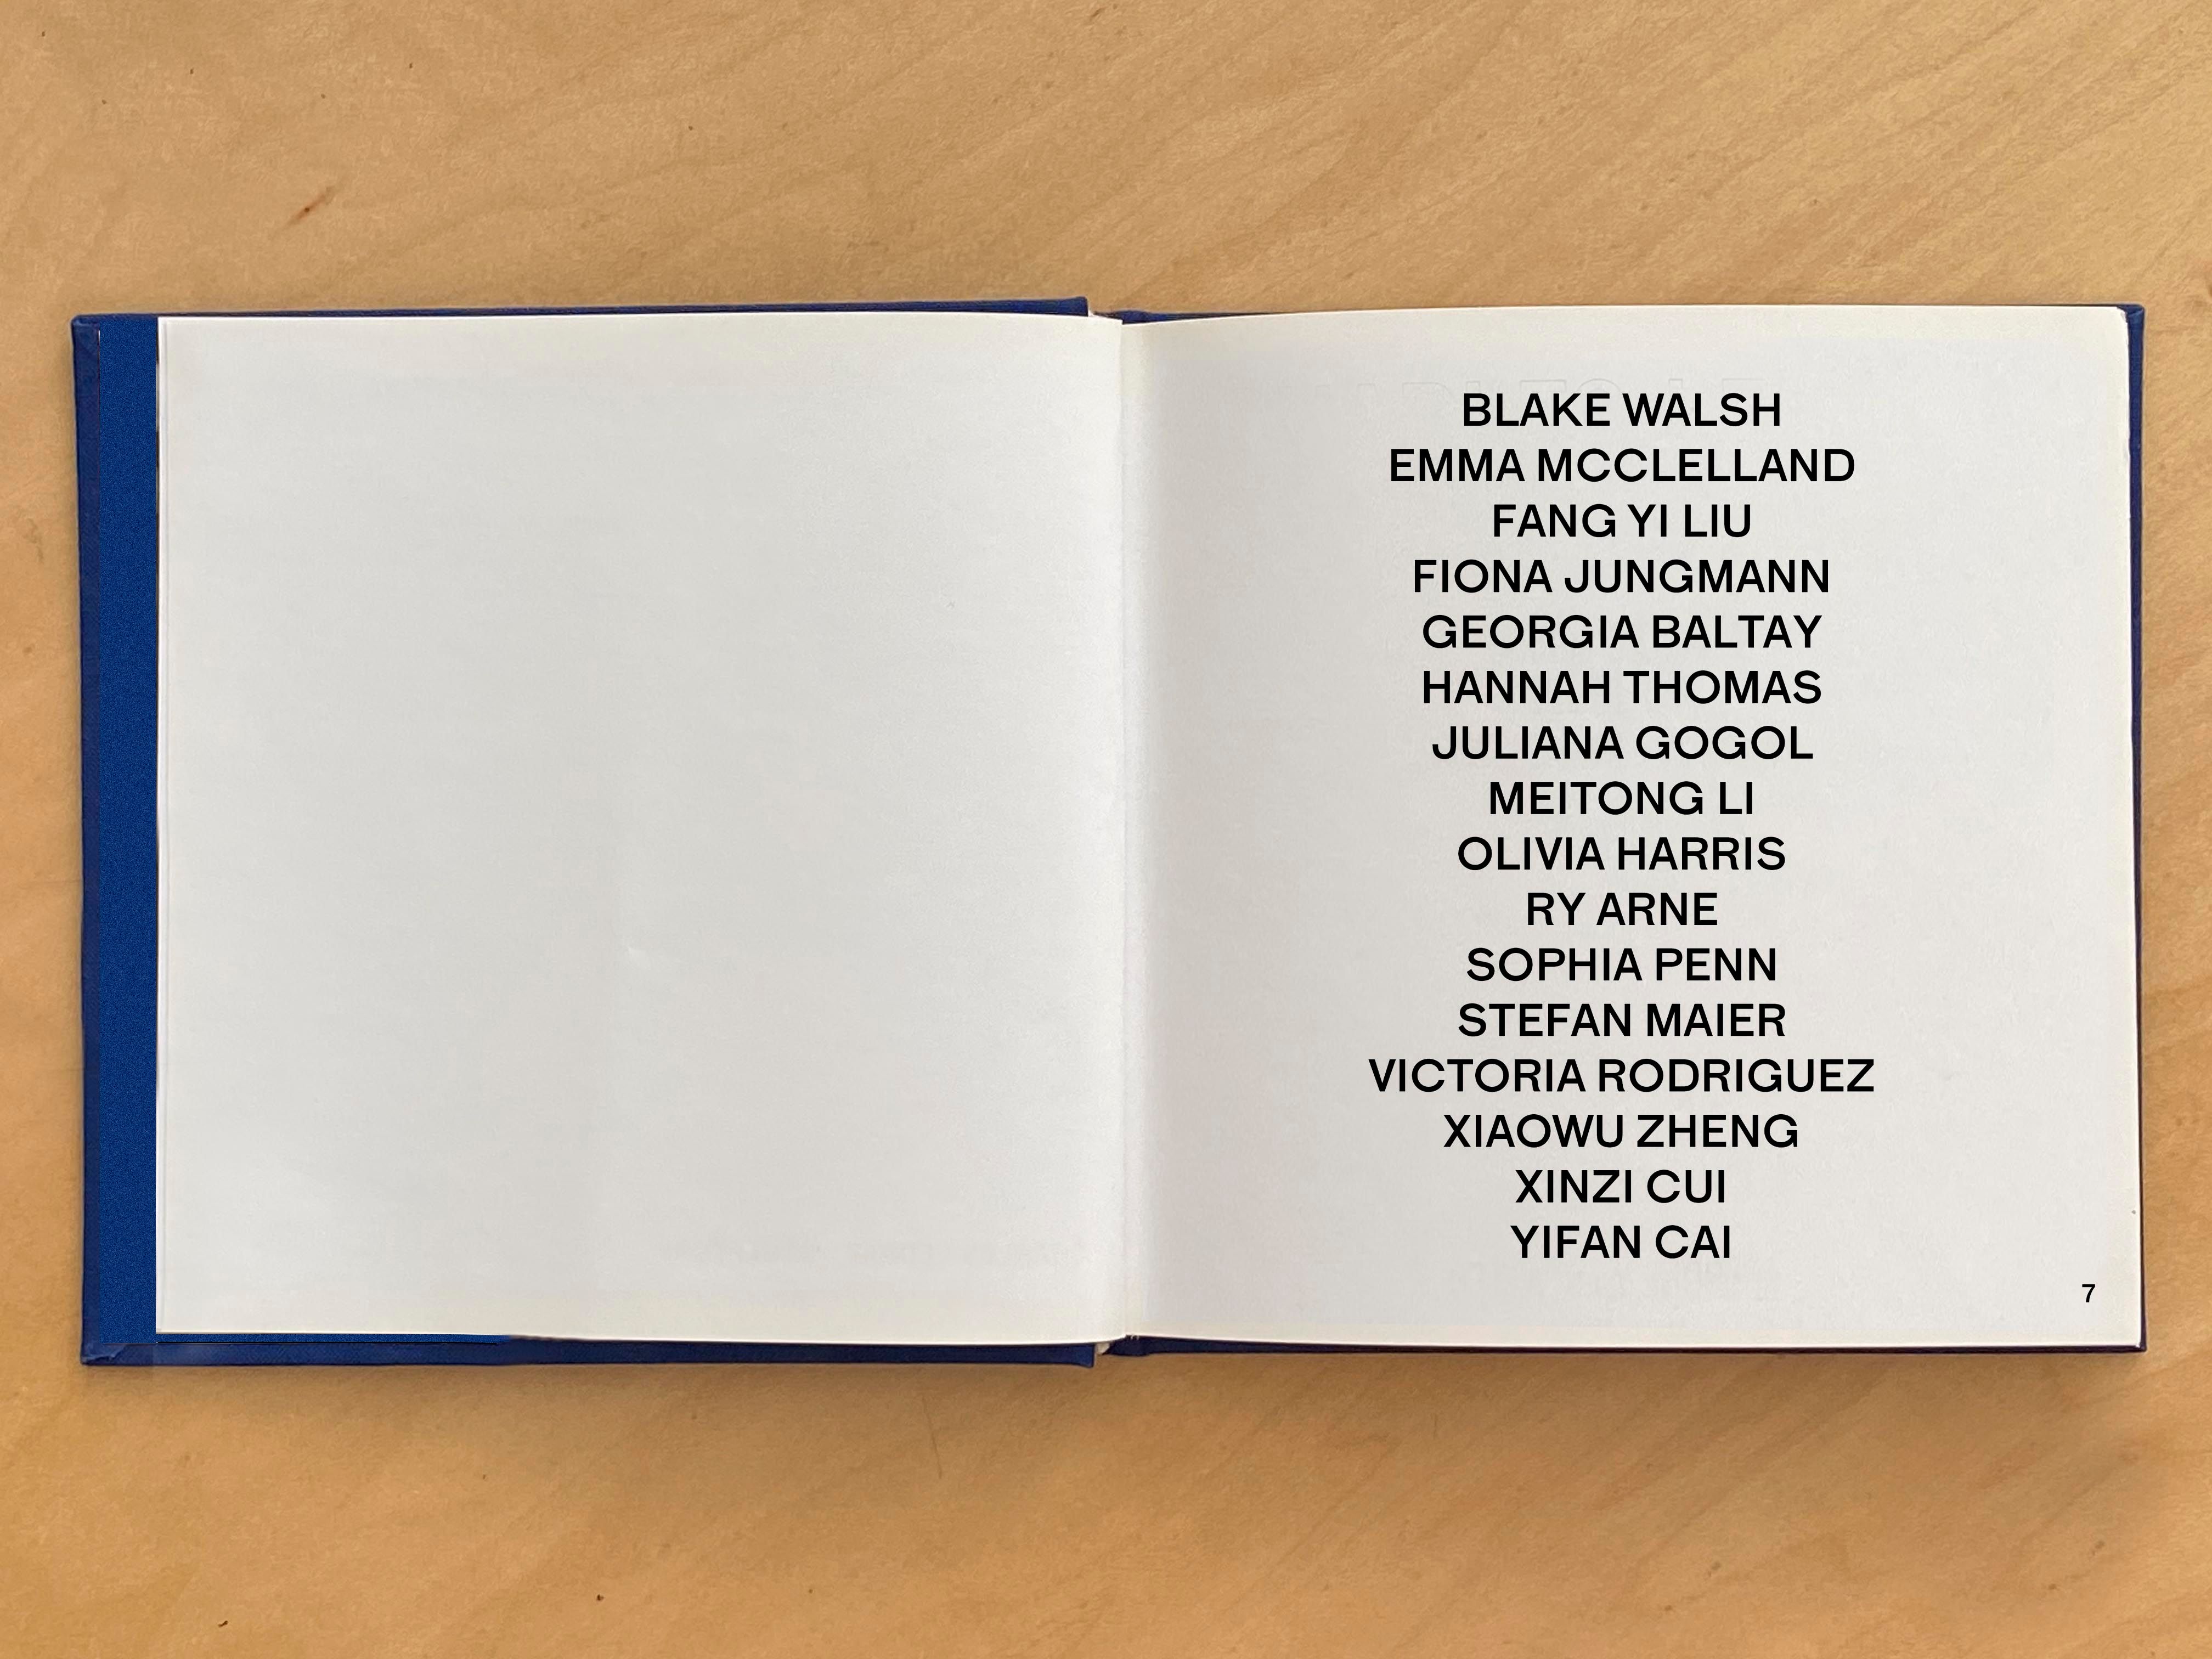 BLAKE WALSH
EMMA MCCLELLAND
FANG YI LIU
FIONA JUNGMANN
GEORGIA BALTAY
HANNAH THOMAS
JULIANA GOGOL
MEITONG LI
OLIVIA HARRIS
RY ARNE
SOPHIA PENN
STEFAN MAIER
VICTORIA RODRIGUEZ
XIAOWU ZHENG
XINZI CUI
YIFAN CAI
7